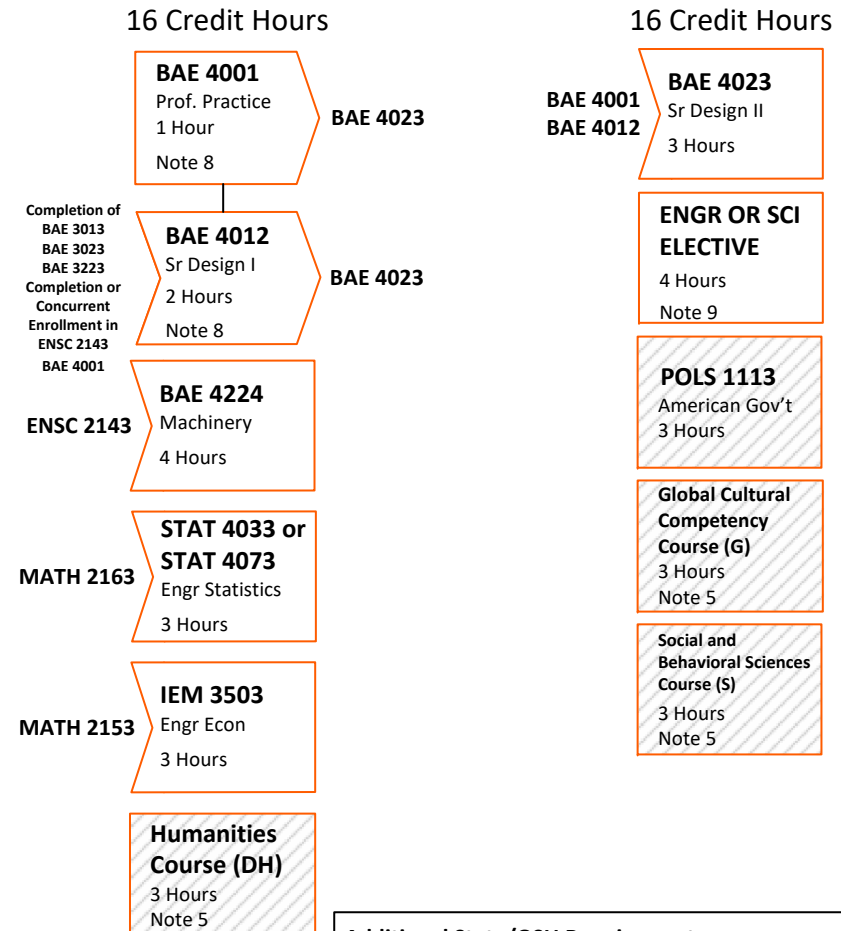 16 Credit Hours
BAE 4001
Prof. Practice
1 Hour
Note 8
BAE 4023
Completion of
BAE 3013
BAE 3023
BAE 3223
Completion or
Concurrent
Enrollment in
ENSC 2143
BAE 4001
BAE 4012
Sr Design I
2 Hours
Note 8
BAE 4023
ENSC 2143
BAE 4224
Machinery
4 Hours
MATH 2163
STAT 4033 or
STAT 4073
Engr Statistics
3 Hours
MATH 2153
IEM 3503
Engr Econ
3 Hours
Humanities
Course (DH)
3 Hours
Note 5
16 Credit Hours
BAE 4001
BAE 4012
BAE 4023
Sr Design II
3 Hours
ENGR OR SCI
ELECTIVE
4 Hours
Note 9
POLS 1113
American Gov't
3 Hours
Global Cultural
Competency
Course (G)
3 Hours
Note 5
Social and
Behavioral Sciences
Course (S)
3 Hours
Note 5